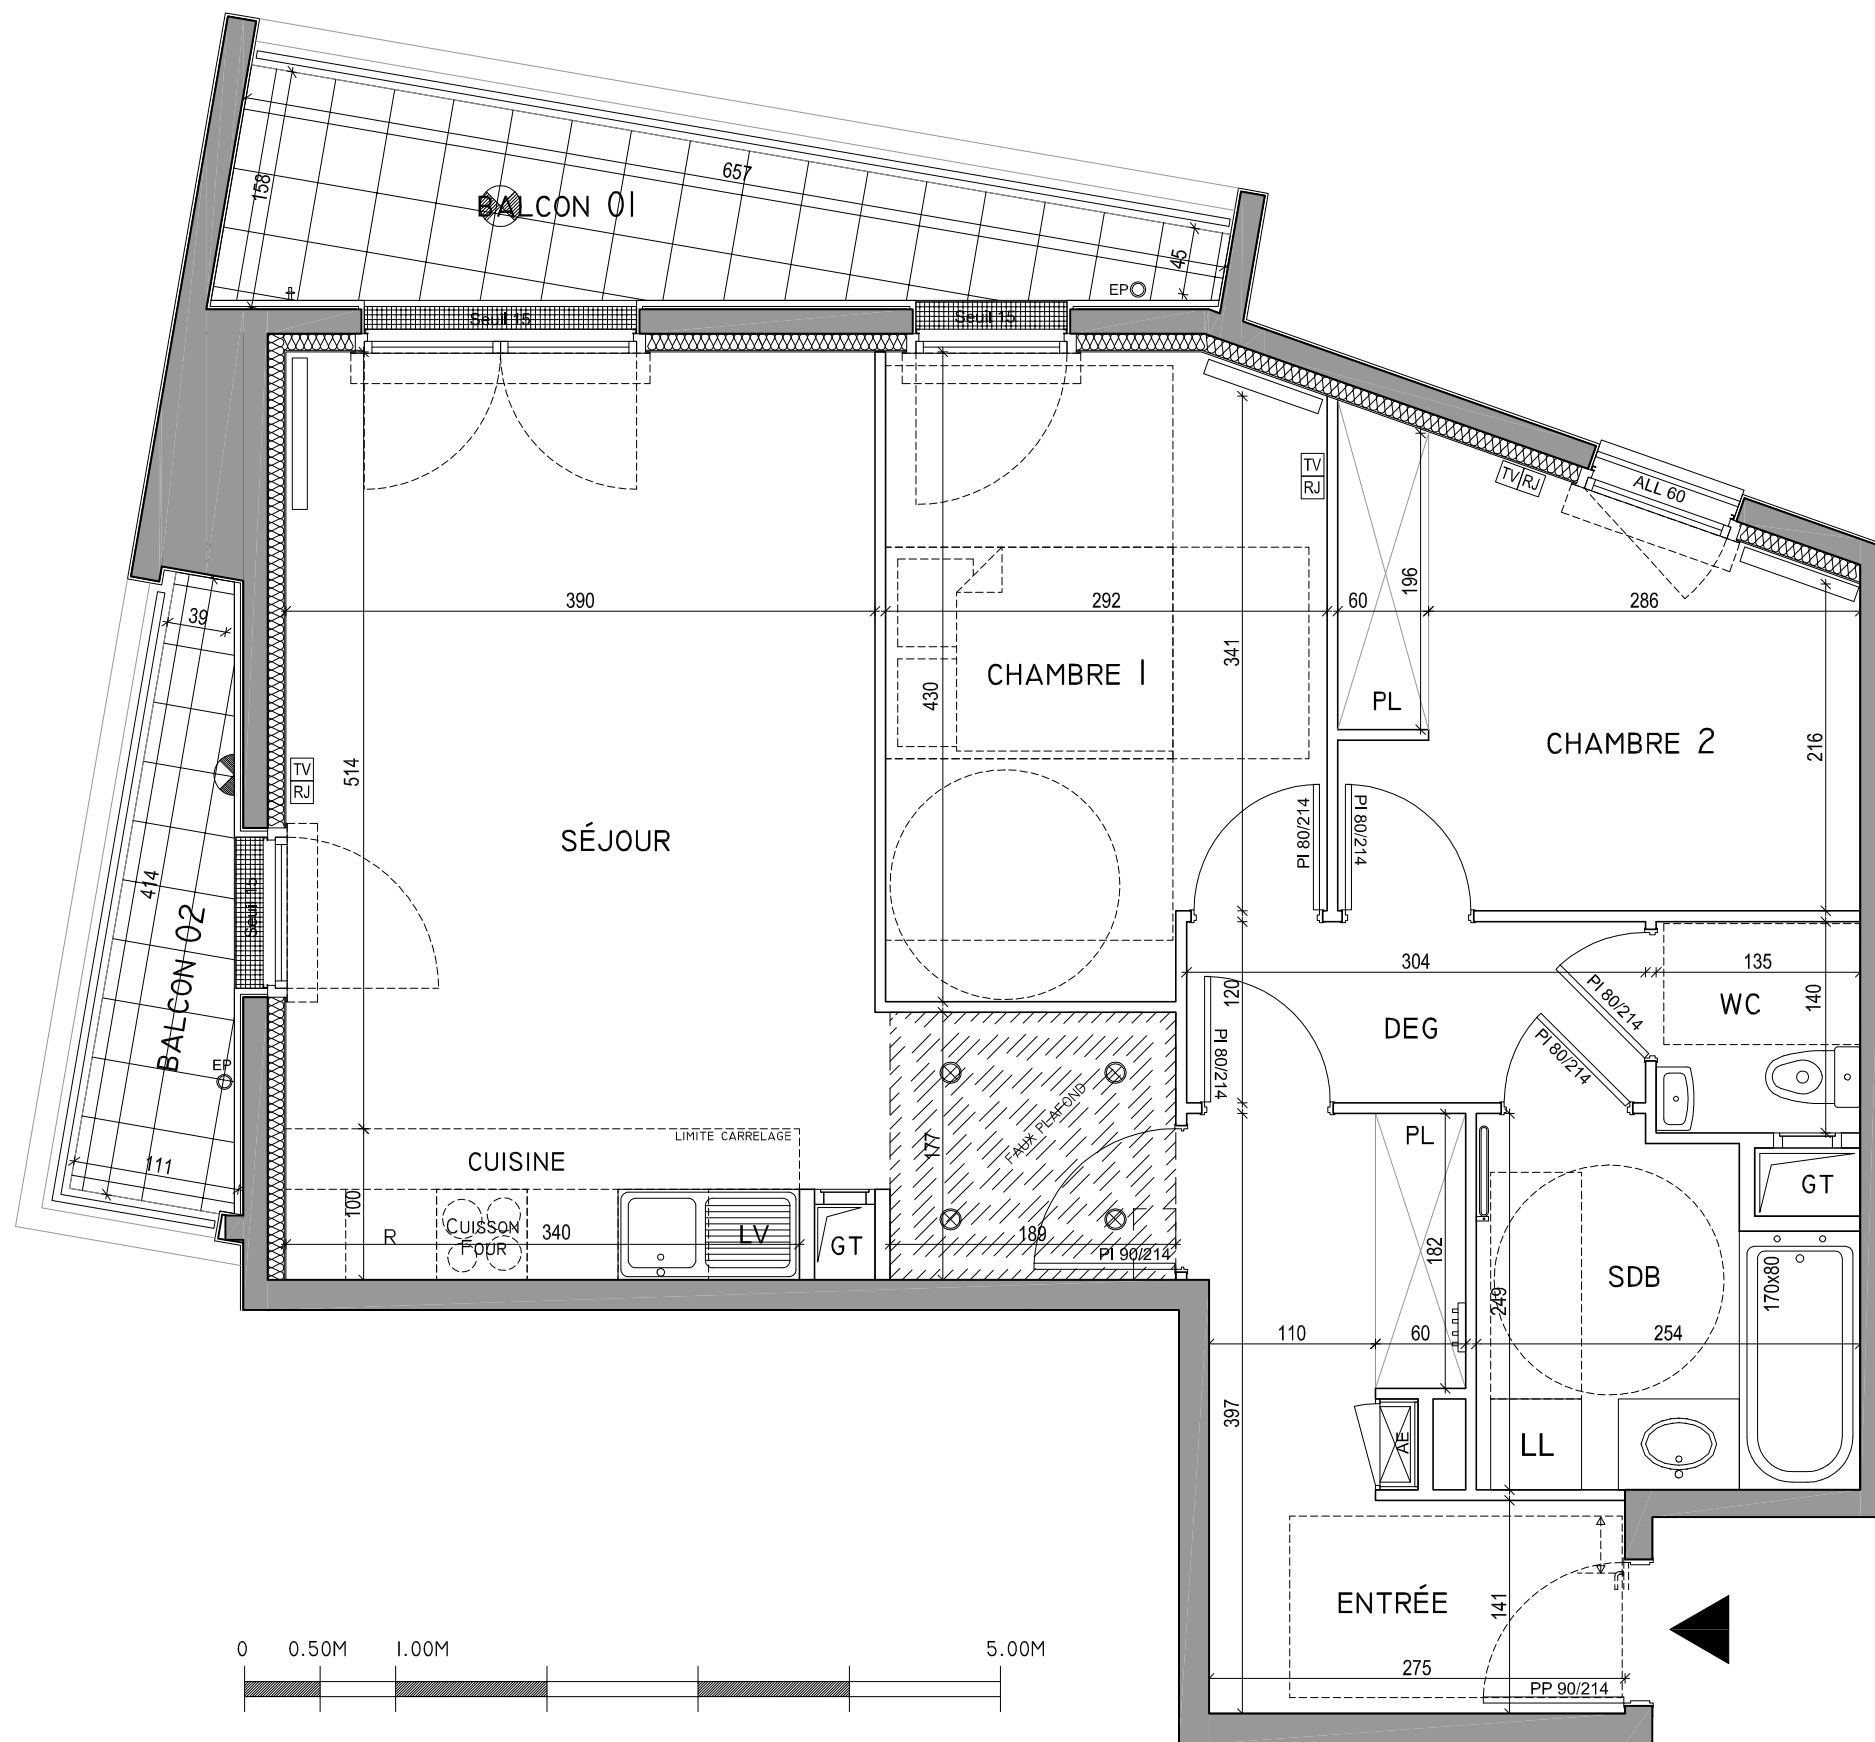 158
657
BALCON 01
45
EP
Seuil 15
Seuil 15
TV
RJ
TV RJ
ALL 60
39
390
292
60
196
286
341
430
CHAMBRE 1
PL
CHAMBRE 2
216
514
TV
RJ
SÉJOUR
PI 80/214
PI 80/214
414
BALCON 02
Seuil 15
EP
304
135
120
140
PI 80/214
WC
DEG
PI 80/214
PI 80/214
FAUX PLAFOND
177
LIMITE CARRELAGE
CUISINE
PL
111
100
GT
R
CUISSON
FOUR
340
LV
GT
189
PI 90/214
182
249
SDB
170x80
110
60
254
397
AE
LL
ENTRÉE
141
275
PP 90/214
0 0.50M 1.00M 5.00M